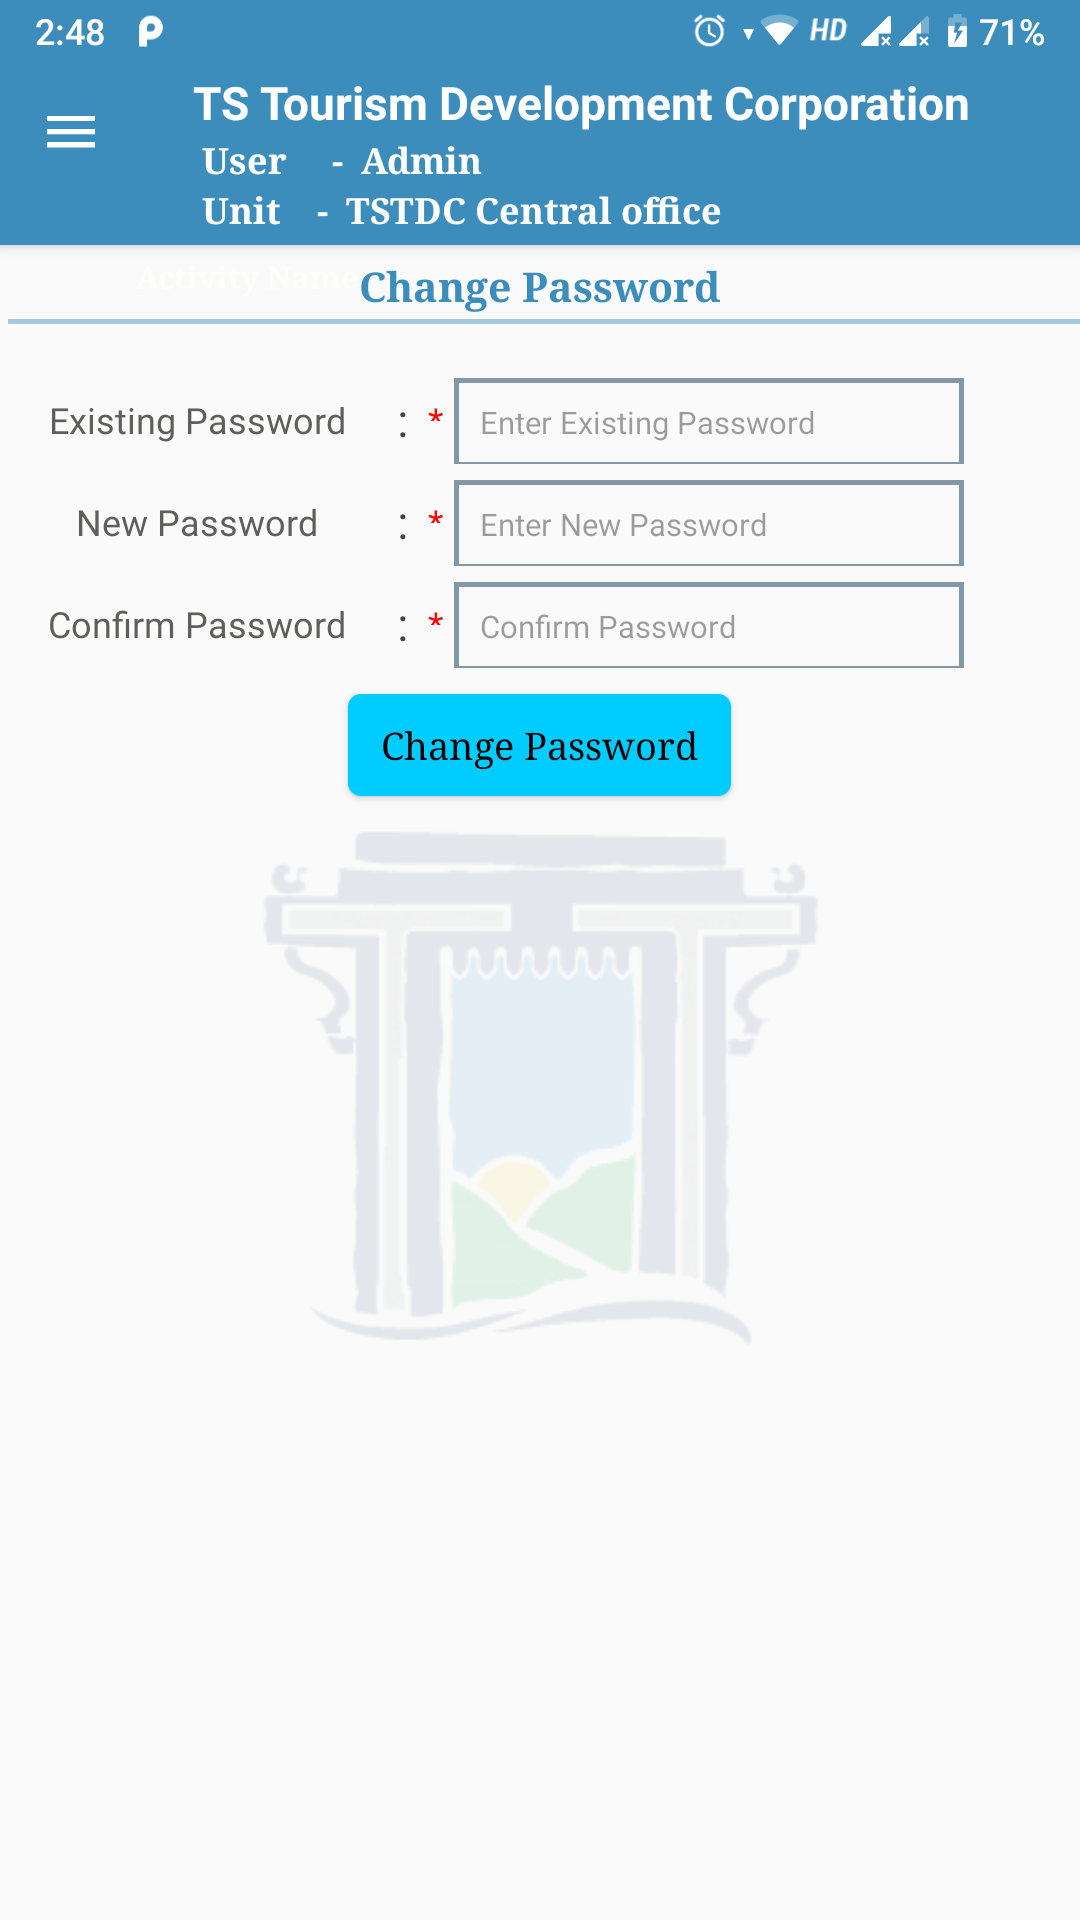 2:48 HD 71%
TS Tourism Development Corporation
User - Admin
Unit - TSTDC Central office
Activity Name
Change Password
Existing Password : * Enter Existing Password
New Password : * Enter New Password
Confirm Password : * Confirm Password
Change Password